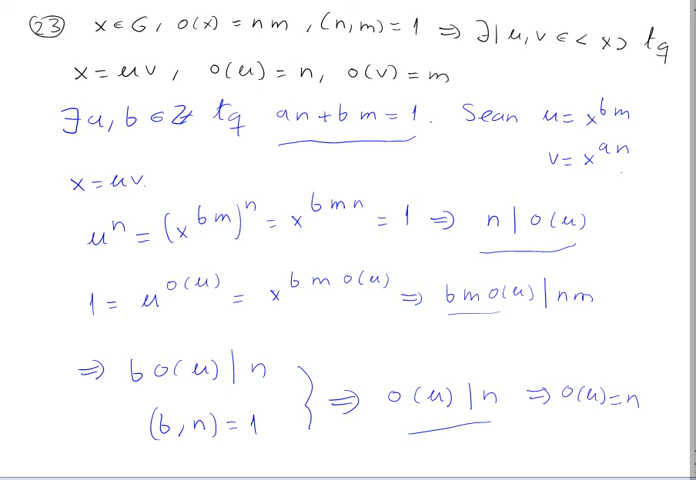 23) x ∈ G, o(x) = nm, (n,m) = 1 ⇒ ∃| u, v ∈ <x> tq
x = uv, o(u) = n, o(v) = m
∃ a, b ∈ ℤ tq an + bm = 1. Sean u = x^{bm}
v = x^{an}
x = uv.
u^n = (x^{bm})^n = x^{bmn} = 1 ⇒ n | o(u)
1 = u^{o(u)} = x^{bm o(u)} ⇒ bm o(u) | nm
⇒ b o(u) | n
(b,n) = 1 } ⇒ o(u) | n ⇒ o(u) = n